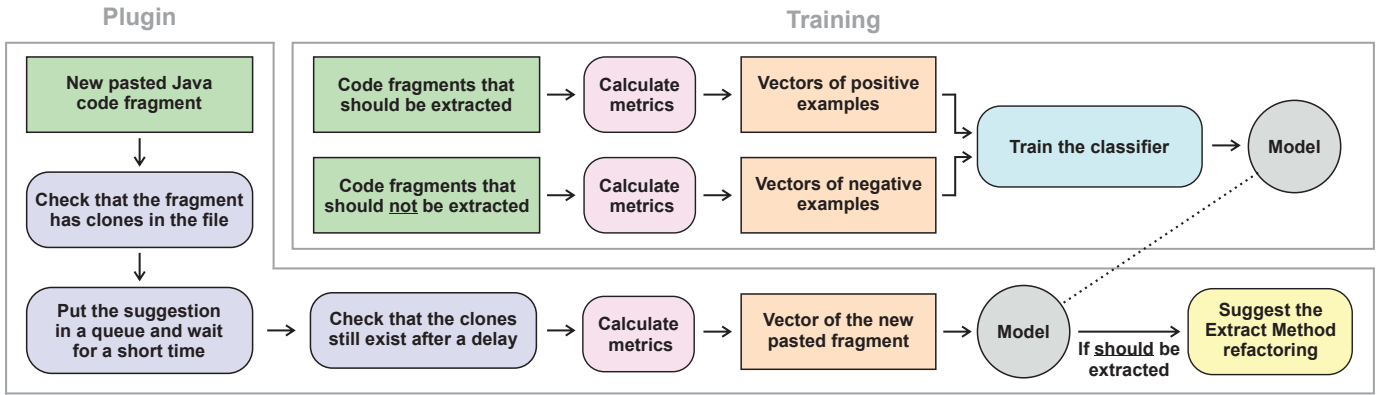 Plugin
Training
New pasted Java
code fragment
Check that the fragment
has clones in the file
Put the suggestion
in a queue and wait
for a short time
Check that the clones
still exist after a delay
Calculate
metrics
Vector of the new
pasted fragment
Model
If should be
extracted
Suggest the
Extract Method
refactoring
Code fragments that
should be extracted
Calculate
metrics
Vectors of positive
examples
Code fragments that
should not be extracted
Calculate
metrics
Vectors of negative
examples
Train the classifier
Model